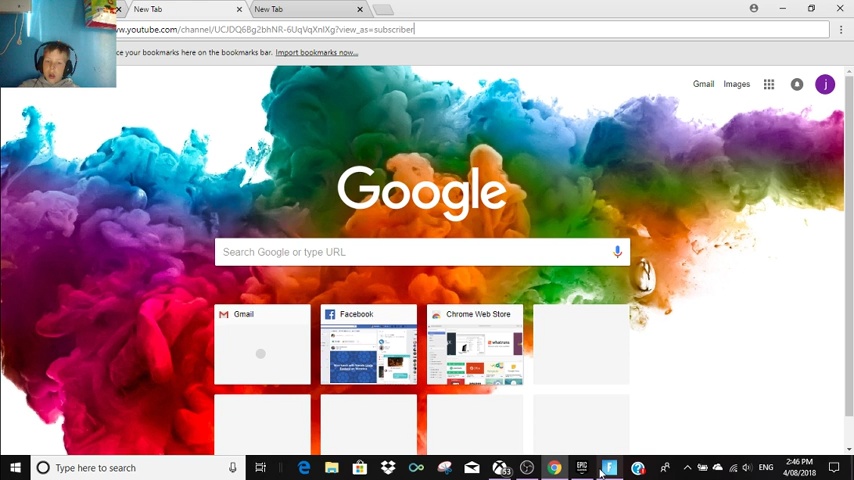 New Tab
New Tab
w.youtube.com/channel/UCJDQ6Bg2bhNR-6UqVqXnIXg?view_as=subscriber
ce your bookmarks here on the bookmarks bar. Import bookmarks now...
Gmail Images j
Google
Search Google or type URL
Gmail Facebook Chrome Web Store
Type here to search
53
EPIC
ENG
2:46 PM
4/08/2018